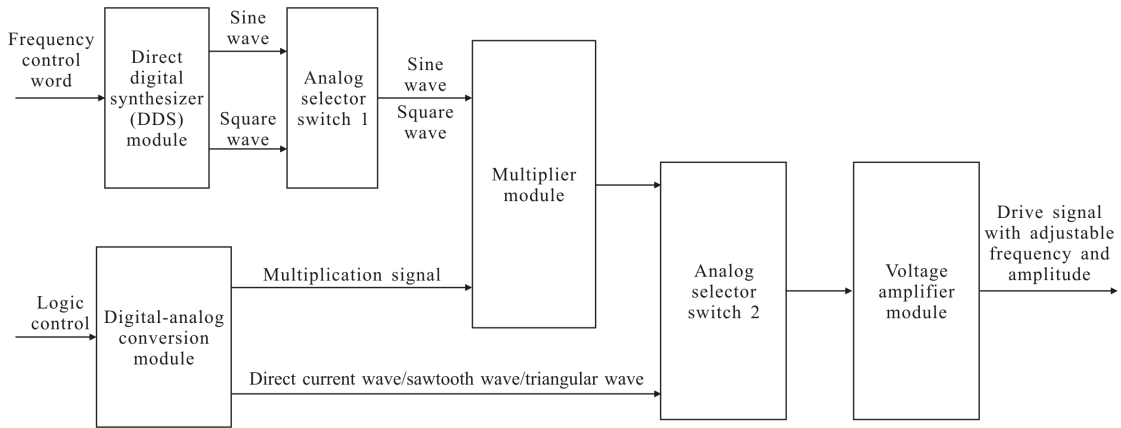 Frequency
control
word
Direct
digital
synthesizer
(DDS)
module
Sine
wave
Square
wave
Analog
selector
switch 1
Sine
wave
Square
wave
Multiplier
module
Logic
control
Digital-analog
conversion
module
Multiplication signal
Direct current wave/sawtooth wave/triangular wave
Analog
selector
switch 2
Voltage
amplifier
module
Drive signal
with adjustable
frequency and
amplitude